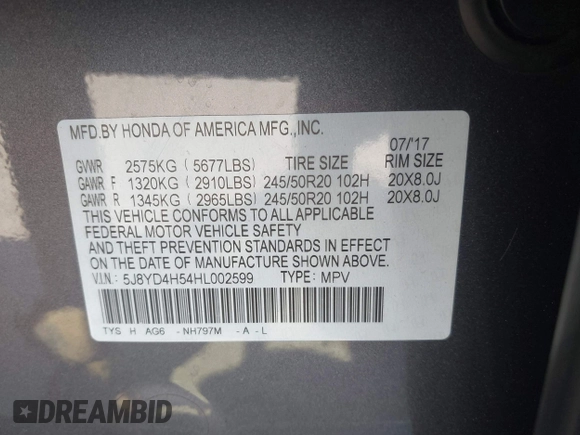 MFD.BY HONDA OF AMERICA MFG.,INC.
07/'17
GVWR 2575KG ( 5677LBS) TIRE SIZE RIM SIZE
GAWR F 1320KG ( 2910LBS) 245/50R20 102H 20X8.0J
GAWR R 1345KG ( 2965LBS) 245/50R20 102H 20X8.0J
THIS VEHICLE CONFORMS TO ALL APPLICABLE
FEDERAL MOTOR VEHICLE SAFETY
AND THEFT PREVENTION STANDARDS IN EFFECT
ON THE DATE OF MANUFACTURE SHOWN ABOVE.
V.I.N: 5J8YD4H54HL002599 TYPE: MPV
TYS H AG6 -NH797M -A -L
DREAMBID